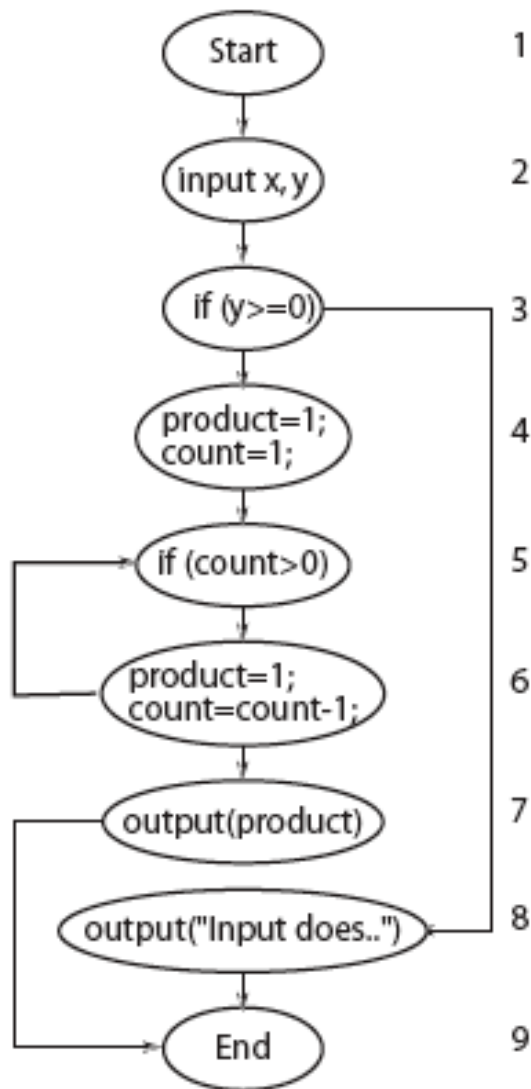 Start
1
input x, y
2
if (y>=0)
3
product=1;
count=1;
4
if (count>0)
5
product=1;
count=count-1;
6
output(product)
7
output("Input does..")
8
End
9